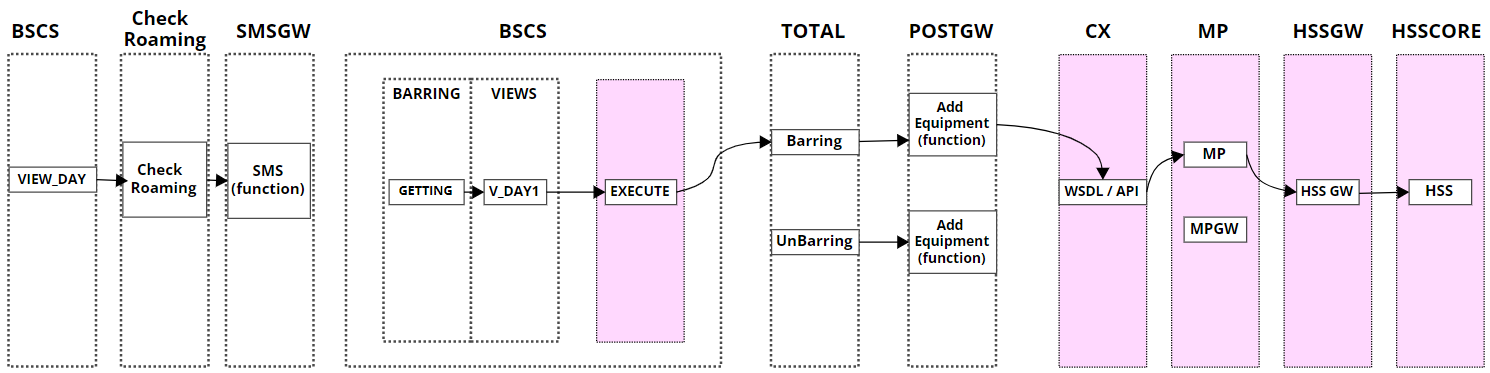 BSCS
Check
Roaming
SMSGW
BSCS
TOTAL
POSTGW
CX
MP
HSSGW
HSSCORE
VIEW_DAY
Check
Roaming
SMS
(function)
BARRING
VIEWS
GETTING
V_DAY1
EXECUTE
Barring
UnBarring
Add
Equipment
(function)
Add
Equipment
(function)
WSDL / API
MP
MPGW
HSS GW
HSS